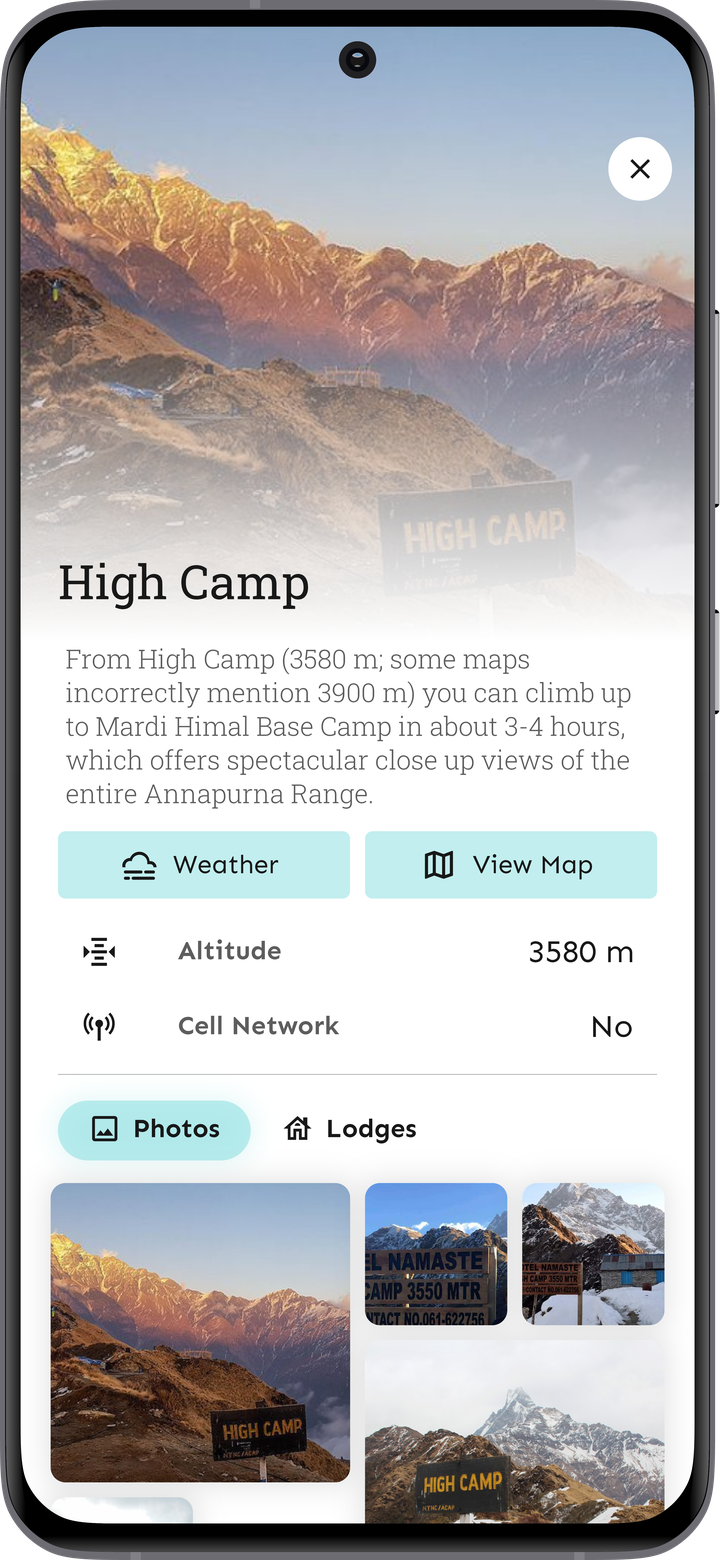 HIGH CAMP
High Camp
From High Camp (3580 m; some maps
incorrectly mention 3900 m) you can climb up
to Mardi Himal Base Camp in about 3-4 hours,
which offers spectacular close up views of the
entire Annapurna Range.
Weather
View Map
Altitude
3580 m
Cell Network
No
Photos
Lodges
EL NAMASTE
CAMP 3550 MTR
TACT NO.061-622756
TEL NAMASTE
H CAMP 3550 MTR
CONTACT NO.061-622756
HIGH CAMP
HIGH CAMP